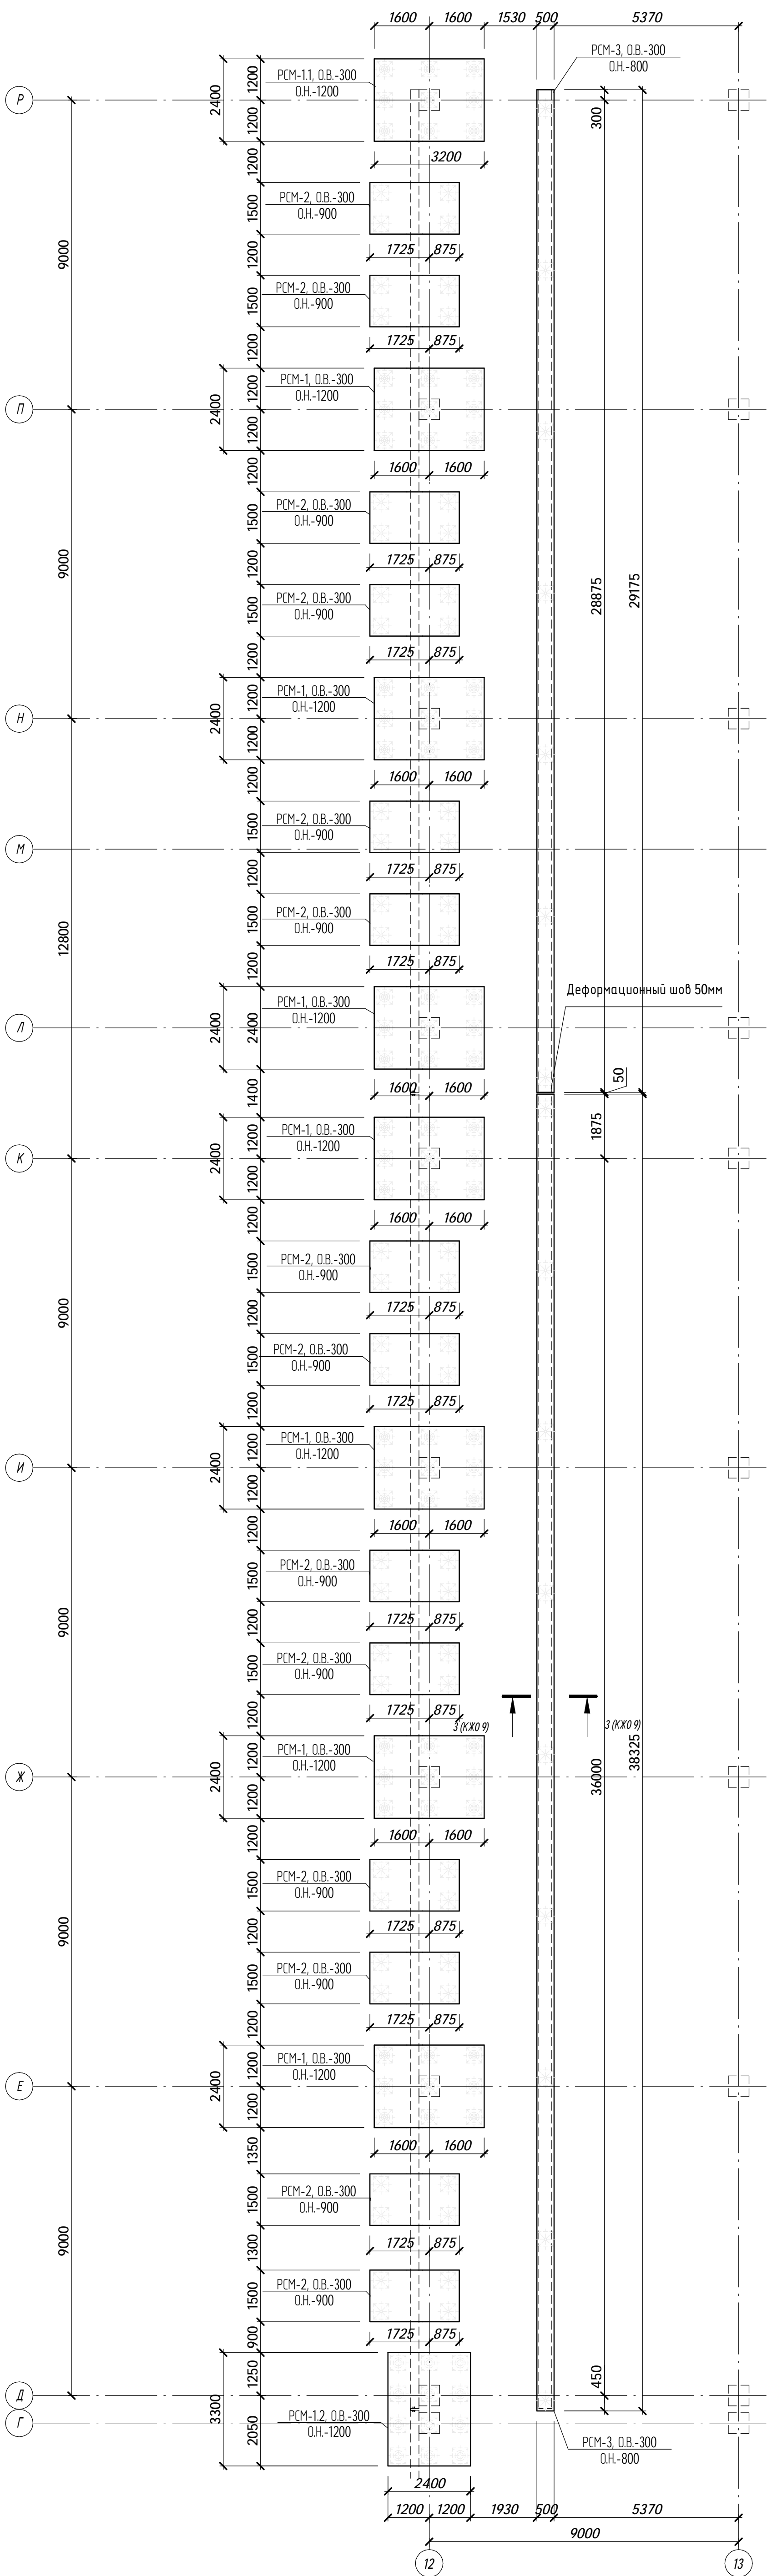 1600 1600 1530 500 5370
РСМ-3, О.В.-300
О.Н.-800
РСМ-1.1, О.В.-300
О.Н.-1200
1200
2400
Р
1200
300
3200
1200
РСМ-2, О.В.-300
О.Н.-900
1500
1725 875
9000
1200
РСМ-2, О.В.-300
О.Н.-900
1500
1725 875
1200
РСМ-1, О.В.-300
О.Н.-1200
1200
2400
П
1200
1600 1600
1200
РСМ-2, О.В.-300
О.Н.-900
1500
1725 875
9000
1200
28875
29175
РСМ-2, О.В.-300
О.Н.-900
1500
1725 875
1200
РСМ-1, О.В.-300
О.Н.-1200
1200
2400
Н
1200
1600 1600
1200
РСМ-2, О.В.-300
О.Н.-900
1500
М
1725 875
1200
РСМ-2, О.В.-300
О.Н.-900
1500
12800
1725 875
1200
Деформационный шов 50мм
РСМ-1, О.В.-300
О.Н.-1200
2400
2400
Л
50
1600 1600
1400
1875
РСМ-1, О.В.-300
О.Н.-1200
1200
2400
К
1200
1600 1600
1200
РСМ-2, О.В.-300
О.Н.-900
1500
1725 875
9000
1200
РСМ-2, О.В.-300
О.Н.-900
1500
1725 875
1200
РСМ-1, О.В.-300
О.Н.-1200
1200
2400
И
1200
1600 1600
1200
РСМ-2, О.В.-300
О.Н.-900
1500
1725 875
9000
1200
РСМ-2, О.В.-300
О.Н.-900
1500
1725 875
1200
3 (КЖ0 9) 3 (КЖ0 9)
38325
РСМ-1, О.В.-300
О.Н.-1200
1200
2400
Ж
36000
1200
1600 1600
1200
РСМ-2, О.В.-300
О.Н.-900
1500
1725 875
9000
1200
РСМ-2, О.В.-300
О.Н.-900
1500
1725 875
1200
РСМ-1, О.В.-300
О.Н.-1200
1200
2400
Е
1200
1600 1600
1350
РСМ-2, О.В.-300
О.Н.-900
1500
1725 875
9000
1300
РСМ-2, О.В.-300
О.Н.-900
1500
1725 875
900
1250
450
Д
3300
Г
РСМ-1.2, О.В.-300
О.Н.-1200
2050
РСМ-3, О.В.-300
О.Н.-800
2400
1200 1200 1930 500 5370
9000
12 13